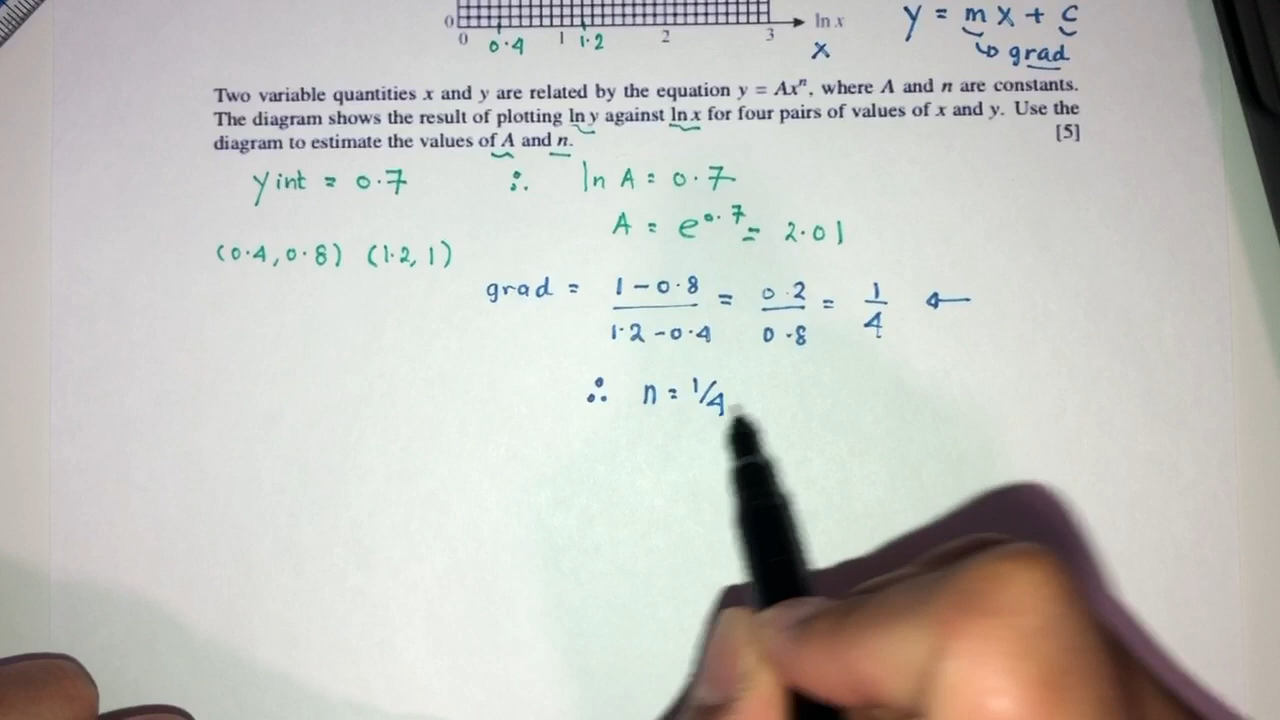 0 ln x Y = m X + c
0 0.4 1 1.2 2 3 X grad
Two variable quantities x and y are related by the equation y = Axⁿ, where A and n are constants.
The diagram shows the result of plotting ln y against ln x for four pairs of values of x and y. Use the
diagram to estimate the values of A and n. [5]
Y int = 0.7 ∴ ln A = 0.7
A = e^0.7 = 2.01
(0.4, 0.8) (1.2, 1)
grad = (1 - 0.8)/(1.2 - 0.4) = 0.2/0.8 = 1/4 ←
∴ n = 1/4